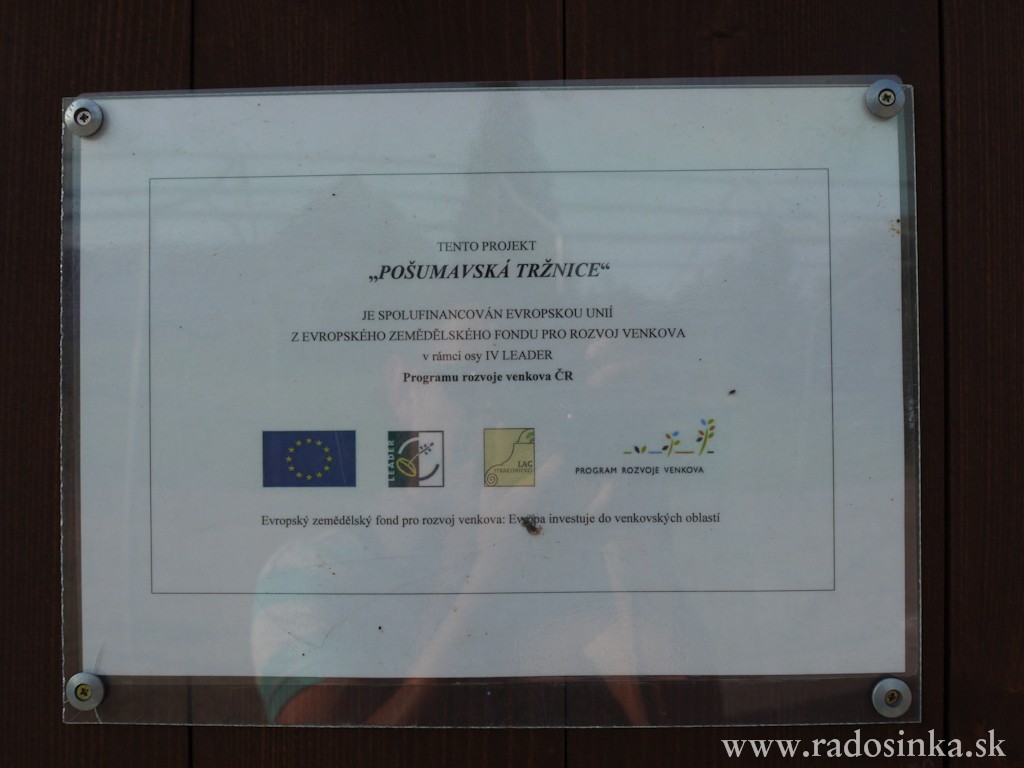 TENTO PROJEKT
„POŠUMAVSKÁ TRŽNICE“
JE SPOLUFINANCOVÁN EVROPSKOU UNIÍ
Z EVROPSKÉHO ZEMĚDĚLSKÉHO FONDU PRO ROZVOJ VENKOVA
v rámci osy IV LEADER
Programu rozvoje venkova ČR
LEADER
LAG
STRAKONICKO
PROGRAM ROZVOJE VENKOVA
Evropský zemědělský fond pro rozvoj venkova: Evropa investuje do venkovských oblastí
www.radosinka.sk